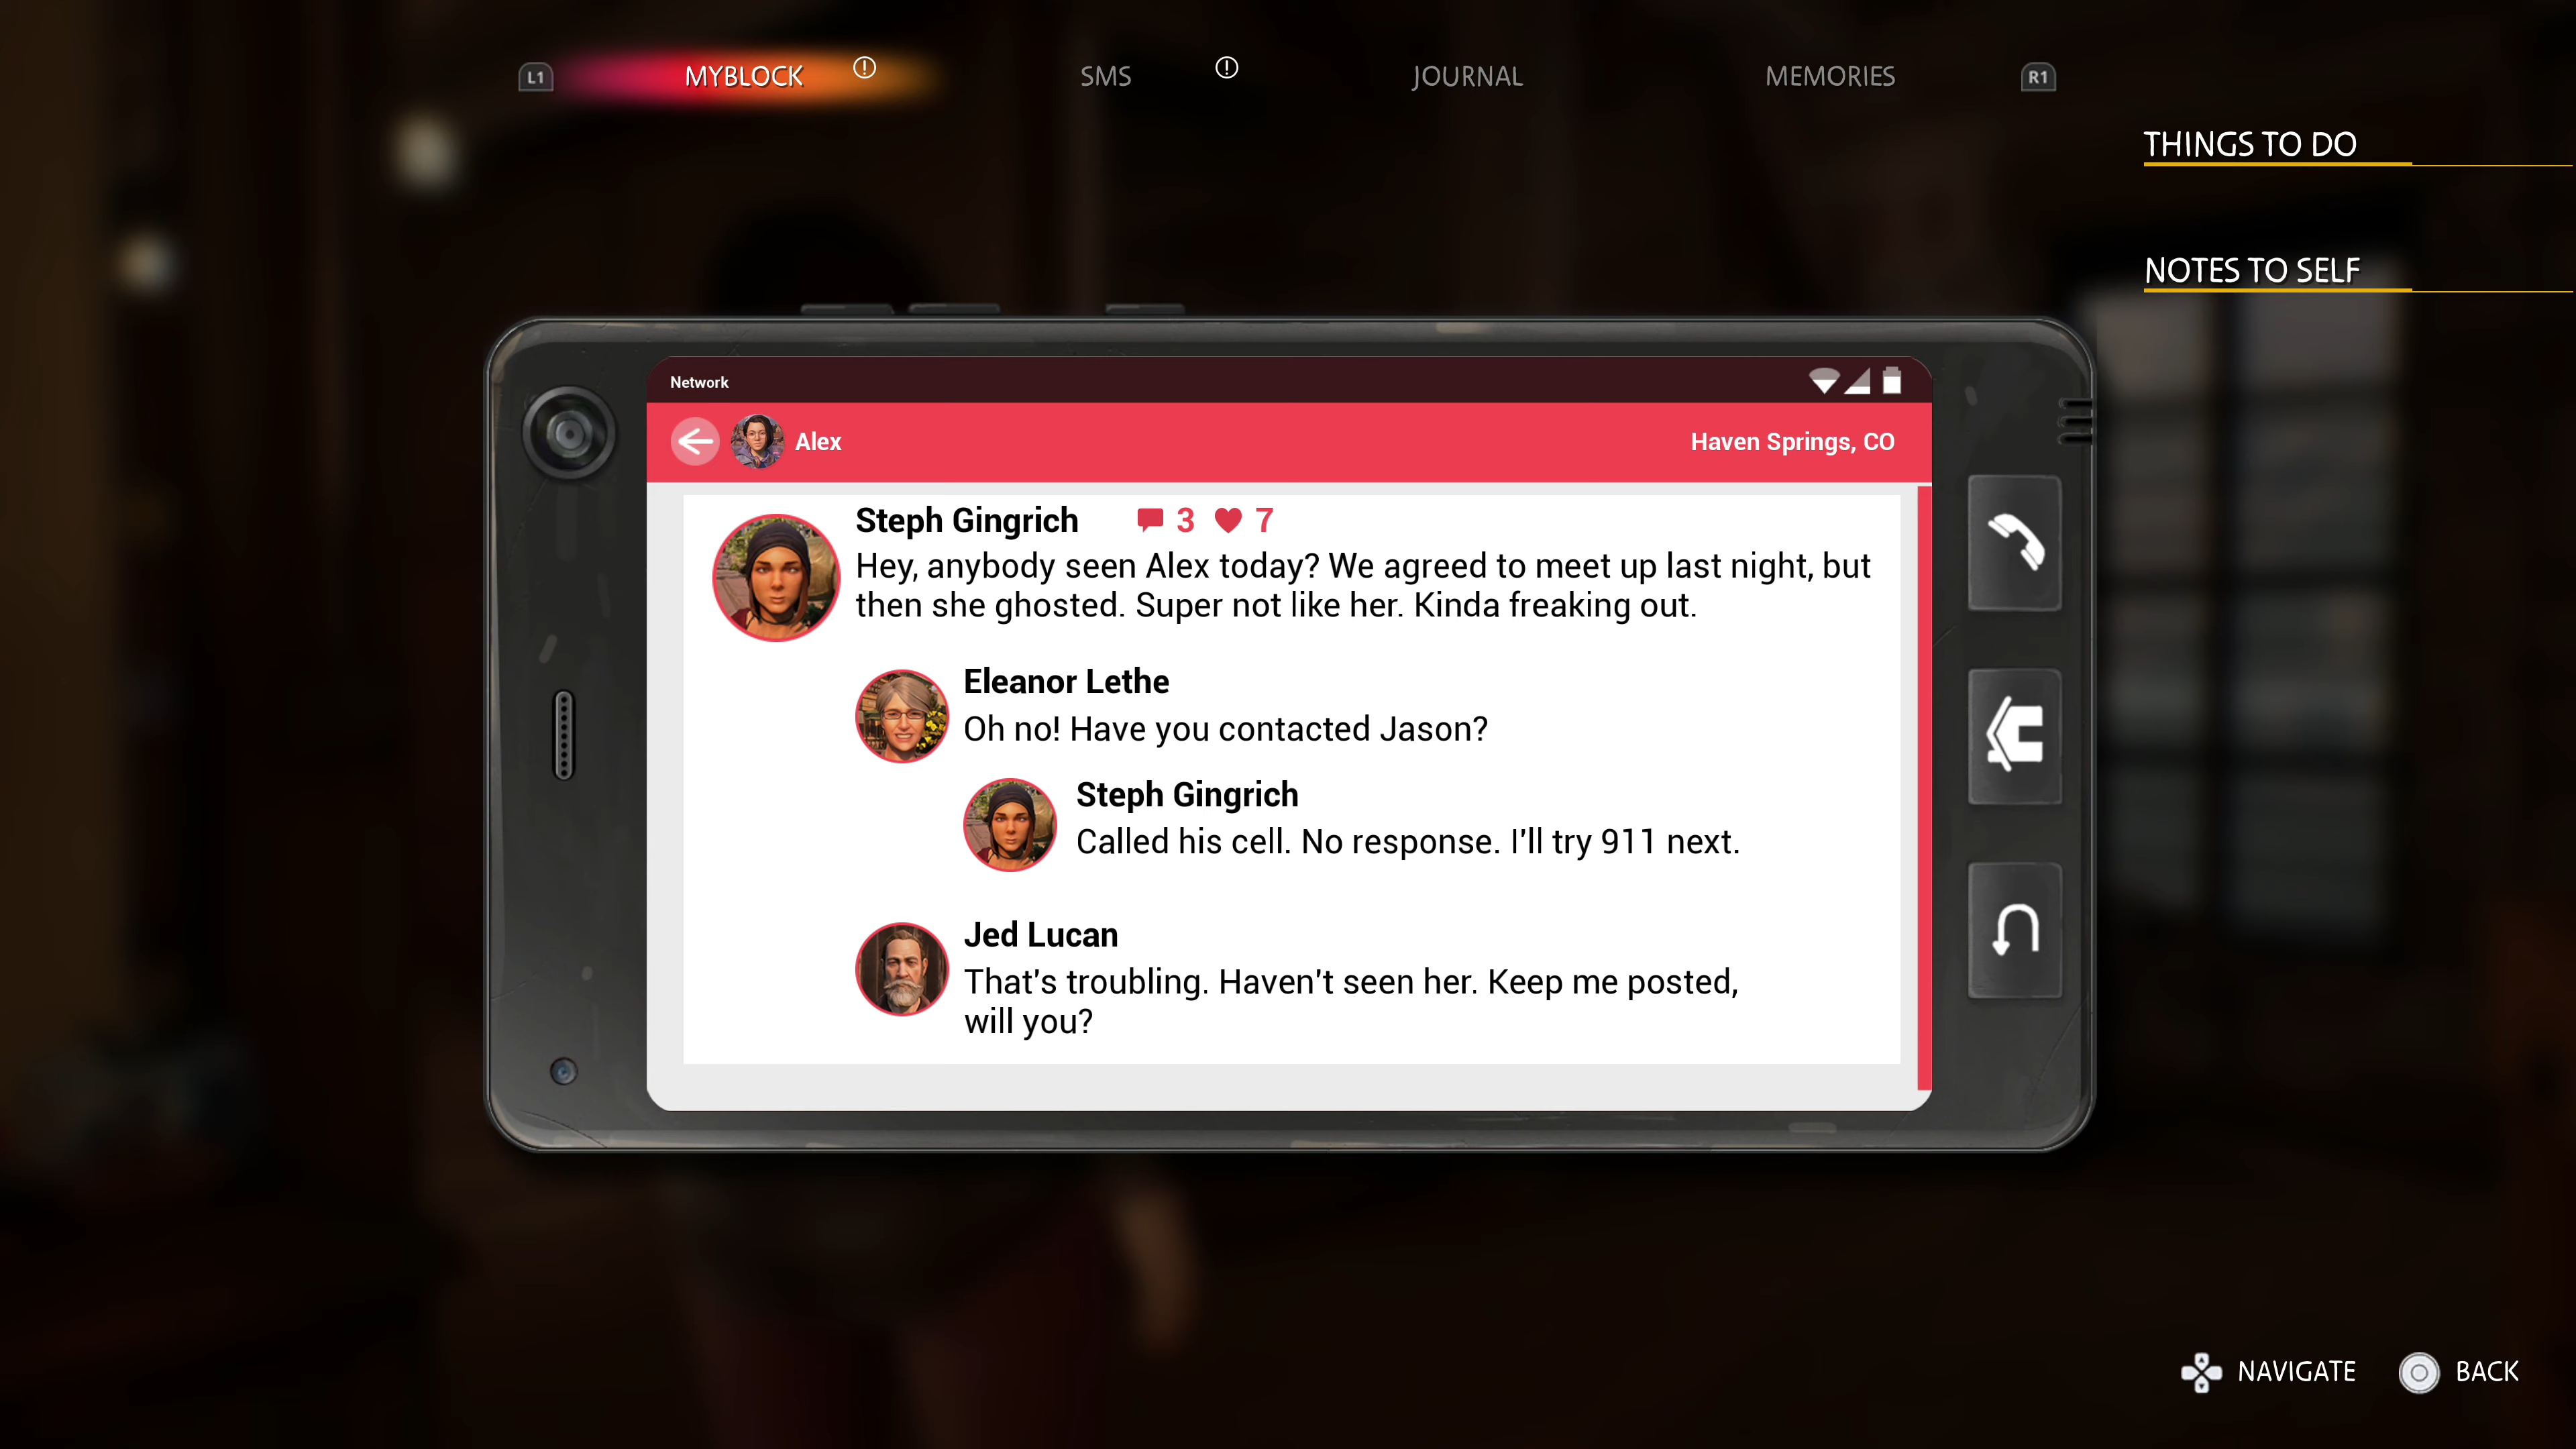 L1
MYBLOCK
SMS
JOURNAL
MEMORIES
R1
THINGS TO DO
NOTES TO SELF
Network
Alex
Haven Springs, CO
Steph Gingrich 3 7
Hey, anybody seen Alex today? We agreed to meet up last night, but
then she ghosted. Super not like her. Kinda freaking out.
Eleanor Lethe
Oh no! Have you contacted Jason?
Steph Gingrich
Called his cell. No response. I'll try 911 next.
Jed Lucan
That's troubling. Haven't seen her. Keep me posted,
will you?
NAVIGATE
BACK